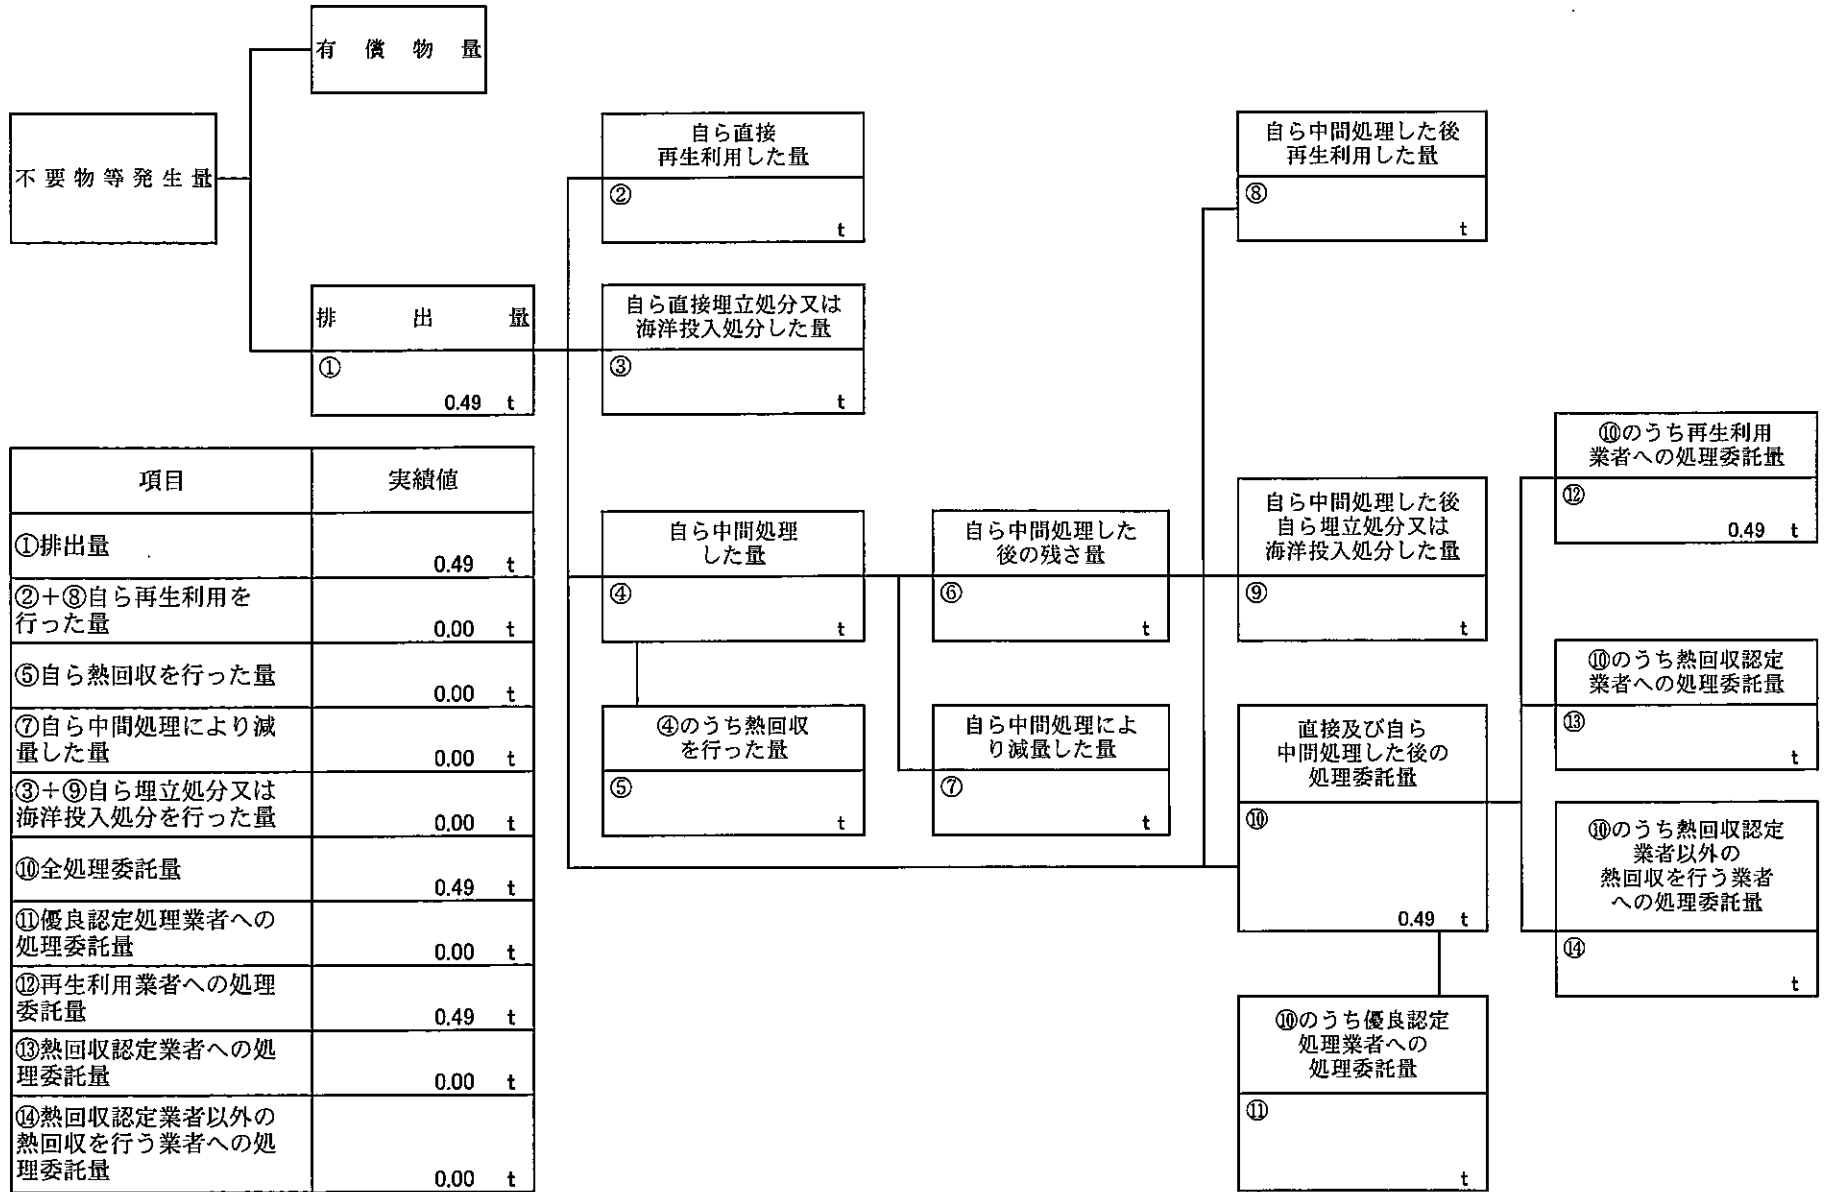 有償物量
不要物等発生量
排出量
①
0.49 t
自ら直接
再生利用した量
②
t
自ら直接埋立処分又は
海洋投入処分した量
③
t
自ら中間処理した後
再生利用した量
⑧
t
項目 実績値
①排出量
0.49 t
②+⑧自ら再生利用を
行った量
0.00 t
⑤自ら熱回収を行った量
0.00 t
⑦自ら中間処理により減
量した量
0.00 t
③+⑨自ら埋立処分又は
海洋投入処分を行った量
0.00 t
⑩全処理委託量
0.49 t
⑪優良認定処理業者への
処理委託量
0.00 t
⑫再生利用業者への処理
委託量
0.49 t
⑬熱回収認定業者への処
理委託量
0.00 t
⑭熱回収認定業者以外の
熱回収を行う業者への処
理委託量
0.00 t
自ら中間処理
した量
④
t
④のうち熱回収
を行った量
⑤
t
自ら中間処理した
後の残さ量
⑥
t
自ら中間処理によ
り減量した量
⑦
t
自ら中間処理した後
自ら埋立処分又は
海洋投入処分した量
⑨
t
直接及び自ら
中間処理した後の
処理委託量
⑩
0.49 t
⑩のうち優良認定
処理業者への
処理委託量
⑪
t
⑩のうち再生利用
業者への処理委託量
⑫
0.49 t
⑩のうち熱回収認定
業者への処理委託量
⑬
t
⑩のうち熱回収認定
業者以外の
熱回収を行う業者
への処理委託量
⑭
t